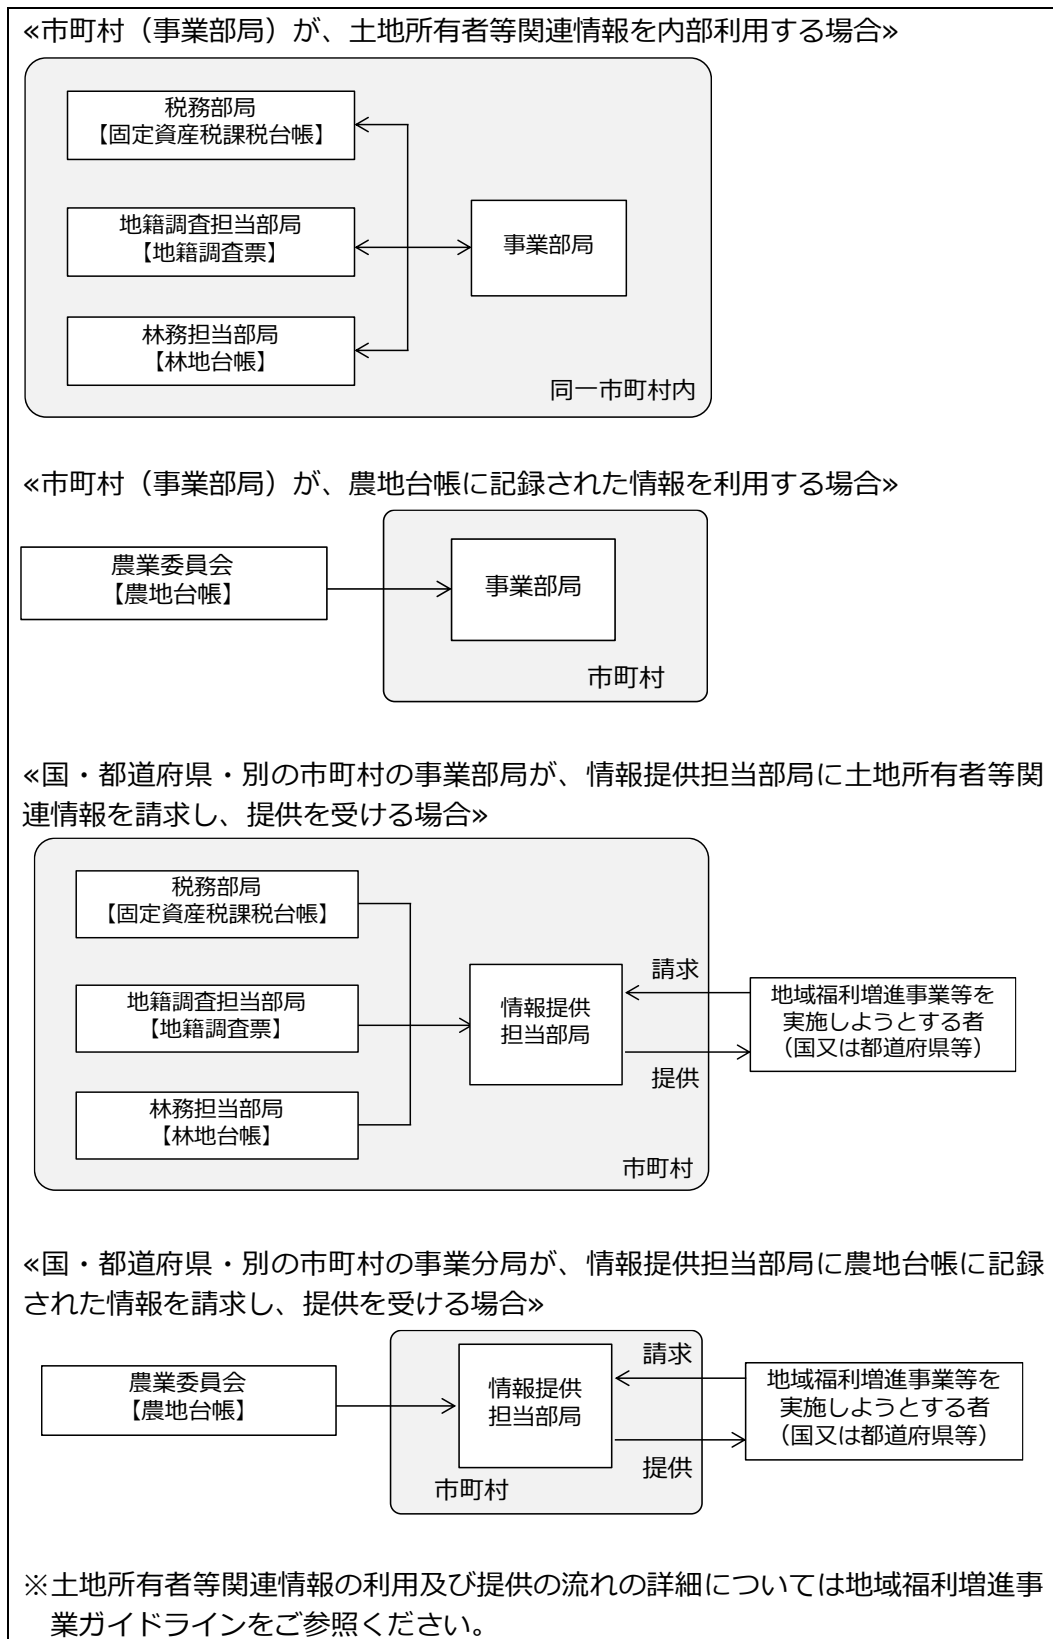 ≪市町村（事業部局）が、土地所有者等関連情報を内部利用する場合≫
税務部局
【固定資産税課税台帳】
地籍調査担当部局
【地籍調査票】
事業部局
林務担当部局
【林地台帳】
同一市町村内
≪市町村（事業部局）が、農地台帳に記録された情報を利用する場合≫
農業委員会
【農地台帳】
事業部局
市町村
≪国・都道府県・別の市町村の事業部局が、情報提供担当部局に土地所有者等関
連情報を請求し、提供を受ける場合≫
税務部局
【固定資産税課税台帳】
地籍調査担当部局
【地籍調査票】
林務担当部局
【林地台帳】
情報提供
担当部局
請求
提供
地域福利増進事業等を
実施しようとする者
（国又は都道府県等）
市町村
≪国・都道府県・別の市町村の事業分局が、情報提供担当部局に農地台帳に記録
された情報を請求し、提供を受ける場合≫
農業委員会
【農地台帳】
情報提供
担当部局
請求
提供
地域福利増進事業等を
実施しようとする者
（国又は都道府県等）
市町村
※土地所有者等関連情報の利用及び提供の流れの詳細については地域福利増進事
業ガイドラインをご参照ください。